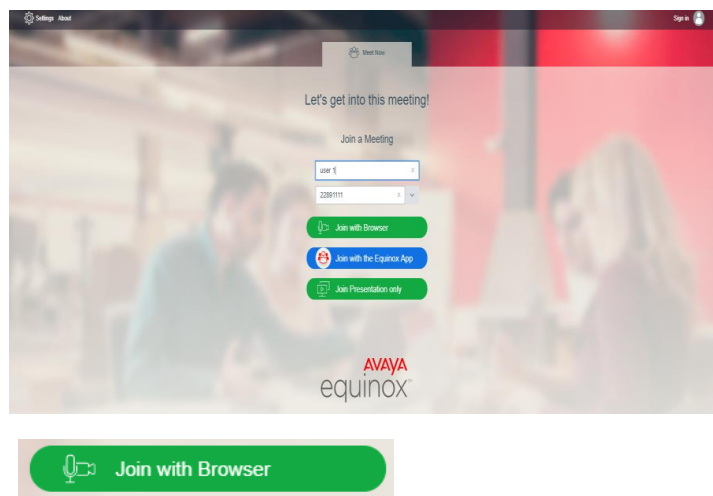 Settings About
Sign in
Meet Now
Let's get into this meeting!
Join a Meeting
user 1
22891111
Join with Browser
Join with the Equinox App
Join Presentation only
AVAYA
equinox™
Join with Browser